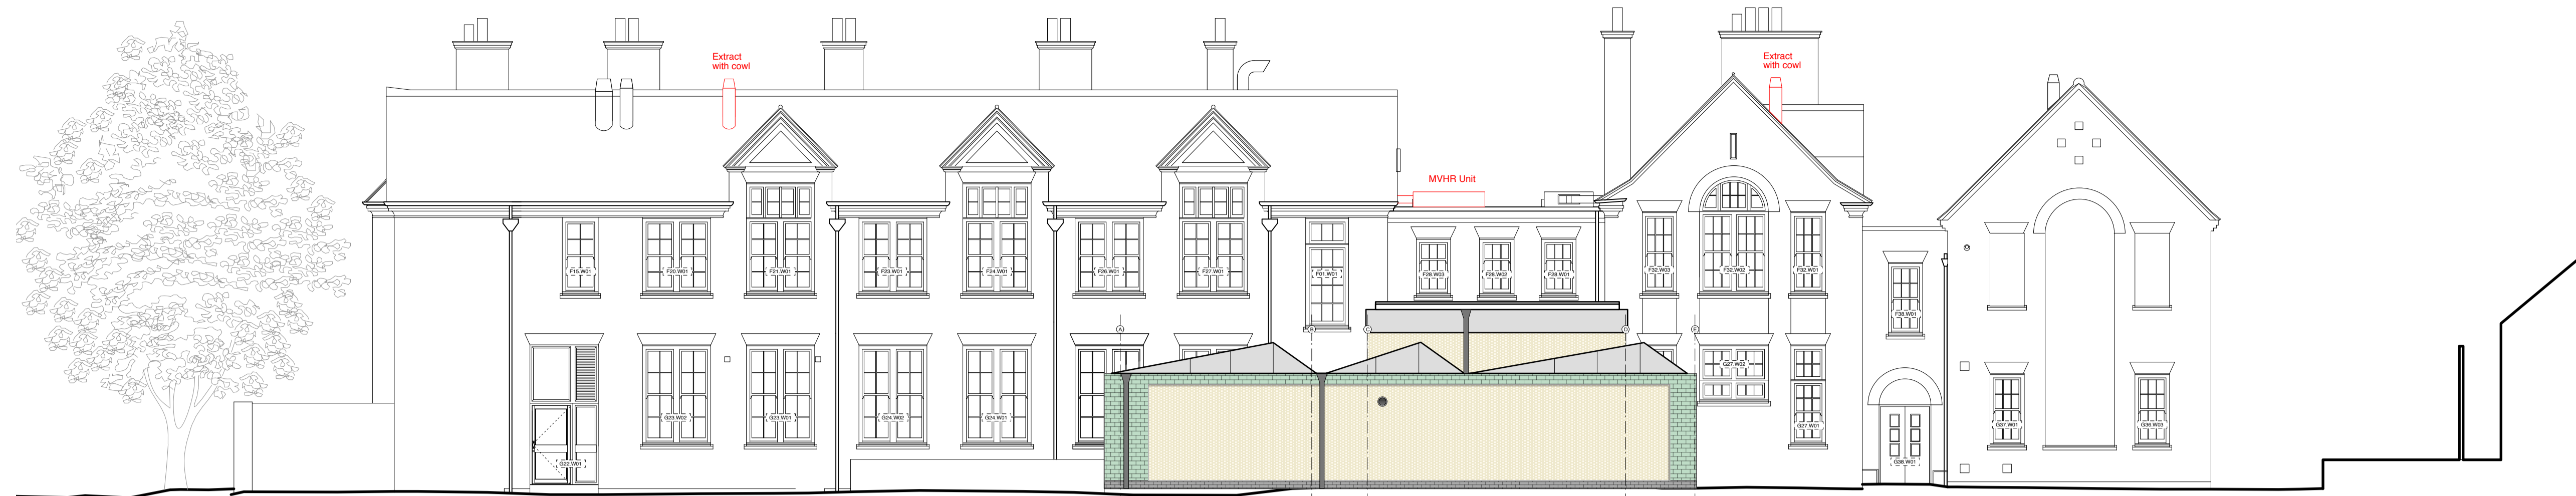 Extract
with cowl
Extract
with cowl
MVHR Unit
F15.W01
F20.W01
F21.W01
F23.W01
F24.W01
F26.W01
F27.W01
F01.W01
F28.W03
F28.W02
F28.W01
F32.W03
F32.W02
F32.W01
F38.W01
A
B
C
D
E
G27.W02
G22.W01
G23.W02
G23.W01
G24.W02
G24.W01
G27.W01
G38.W01
G37.W01
G36.W03